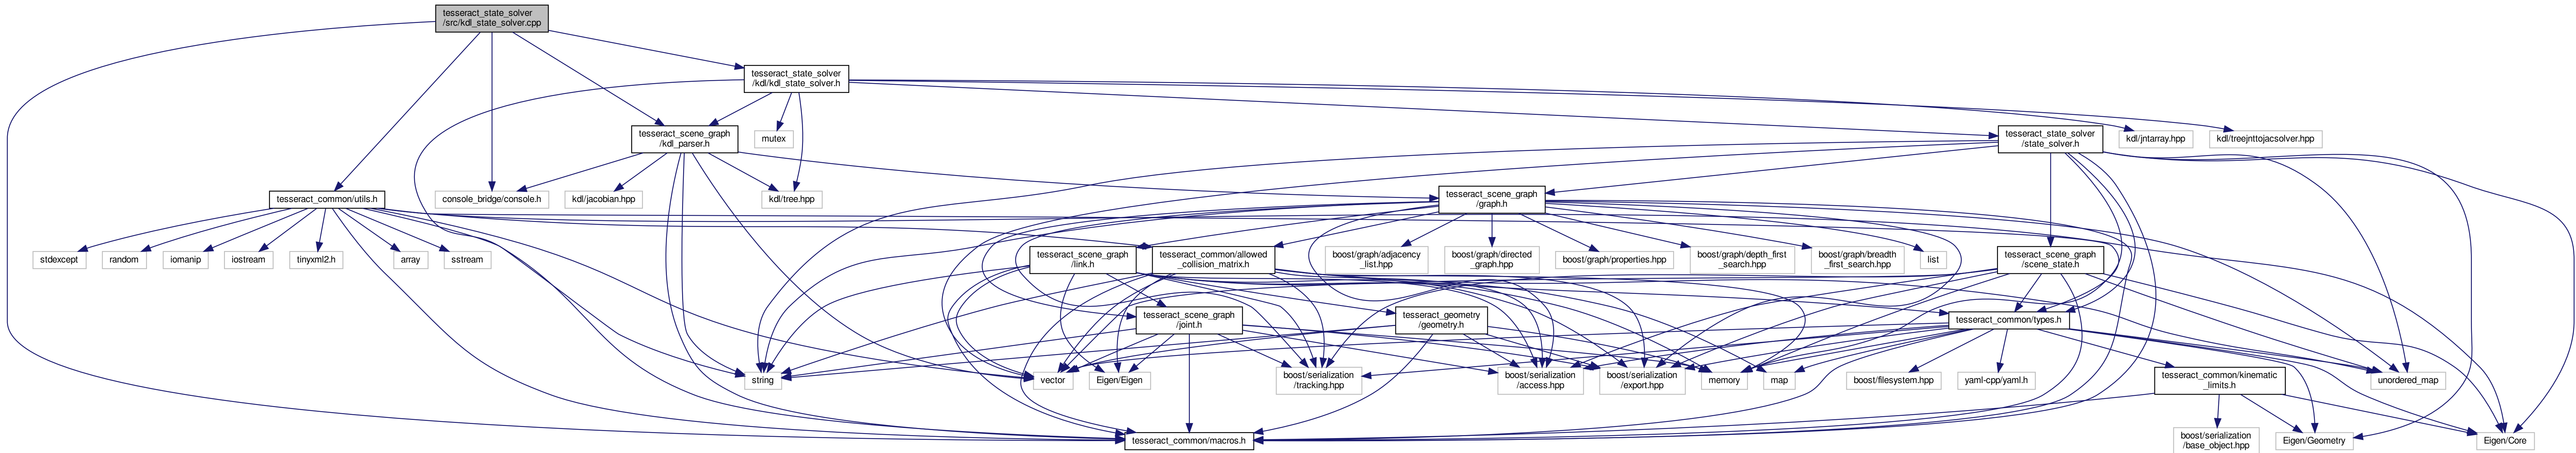 tesseract_state_solver
/src/kdl_state_solver.cpp
tesseract_state_solver
/kdl/kdl_state_solver.h
tesseract_scene_graph
/kdl_parser.h
mutex
tesseract_state_solver
/state_solver.h
kdl/jntarray.hpp
kdl/treejnttojacsolver.hpp
tesseract_common/utils.h
console_bridge/console.h
kdl/jacobian.hpp
kdl/tree.hpp
tesseract_scene_graph
/graph.h
stdexcept
random
iomanip
iostream
tinyxml2.h
array
sstream
tesseract_scene_graph
/link.h
tesseract_common/allowed
_collision_matrix.h
boost/graph/adjacency
_list.hpp
boost/graph/directed
_graph.hpp
boost/graph/properties.hpp
boost/graph/depth_first
_search.hpp
boost/graph/breadth
_first_search.hpp
list
tesseract_scene_graph
/scene_state.h
tesseract_scene_graph
/joint.h
tesseract_geometry
/geometry.h
tesseract_common/types.h
string
vector
Eigen/Eigen
boost/serialization
/tracking.hpp
boost/serialization
/access.hpp
boost/serialization
/export.hpp
memory
map
boost/filesystem.hpp
yaml-cpp/yaml.h
tesseract_common/kinematic
_limits.h
unordered_map
tesseract_common/macros.h
boost/serialization
/base_object.hpp
Eigen/Geometry
Eigen/Core